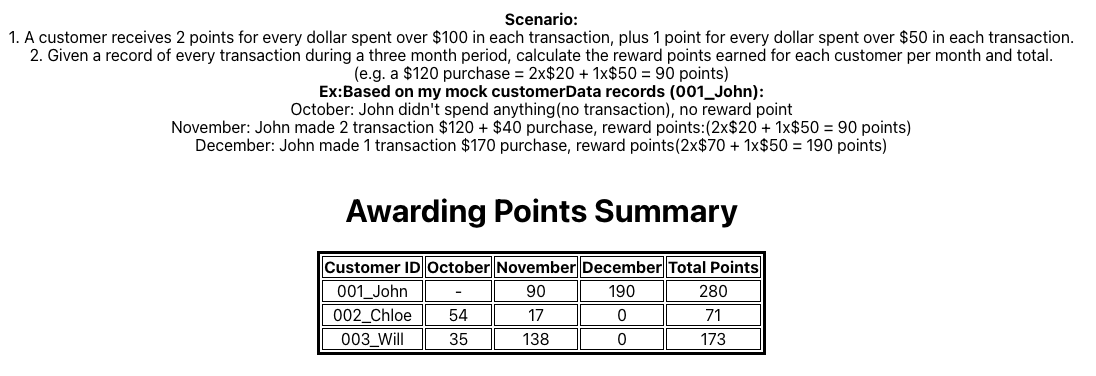 Scenario:
1. A customer receives 2 points for every dollar spent over $100 in each transaction, plus 1 point for every dollar spent over $50 in each transaction.
2. Given a record of every transaction during a three month period, calculate the reward points earned for each customer per month and total.
(e.g. a $120 purchase = 2x$20 + 1x$50 = 90 points)
Ex:Based on my mock customerData records (001_John):
October: John didn't spend anything(no transaction), no reward point
November: John made 2 transaction $120 + $40 purchase, reward points:(2x$20 + 1x$50 = 90 points)
December: John made 1 transaction $170 purchase, reward points(2x$70 + 1x$50 = 190 points)
Awarding Points Summary
Customer ID October November December Total Points
001_John - 90 190 280
002_Chloe 54 17 0 71
003_Will 35 138 0 173